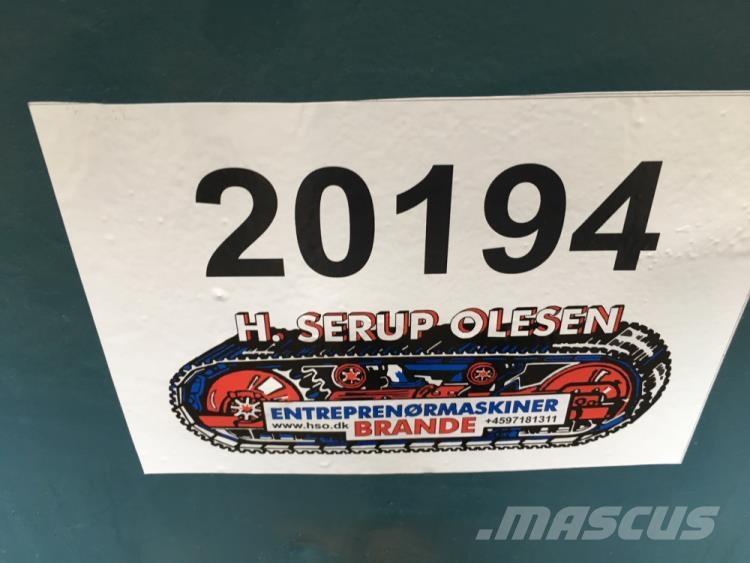 20194
H. SERUP OLESEN
ENTREPRENØRMASKINER
www.hso.dk BRANDE +4597181311
.mascus